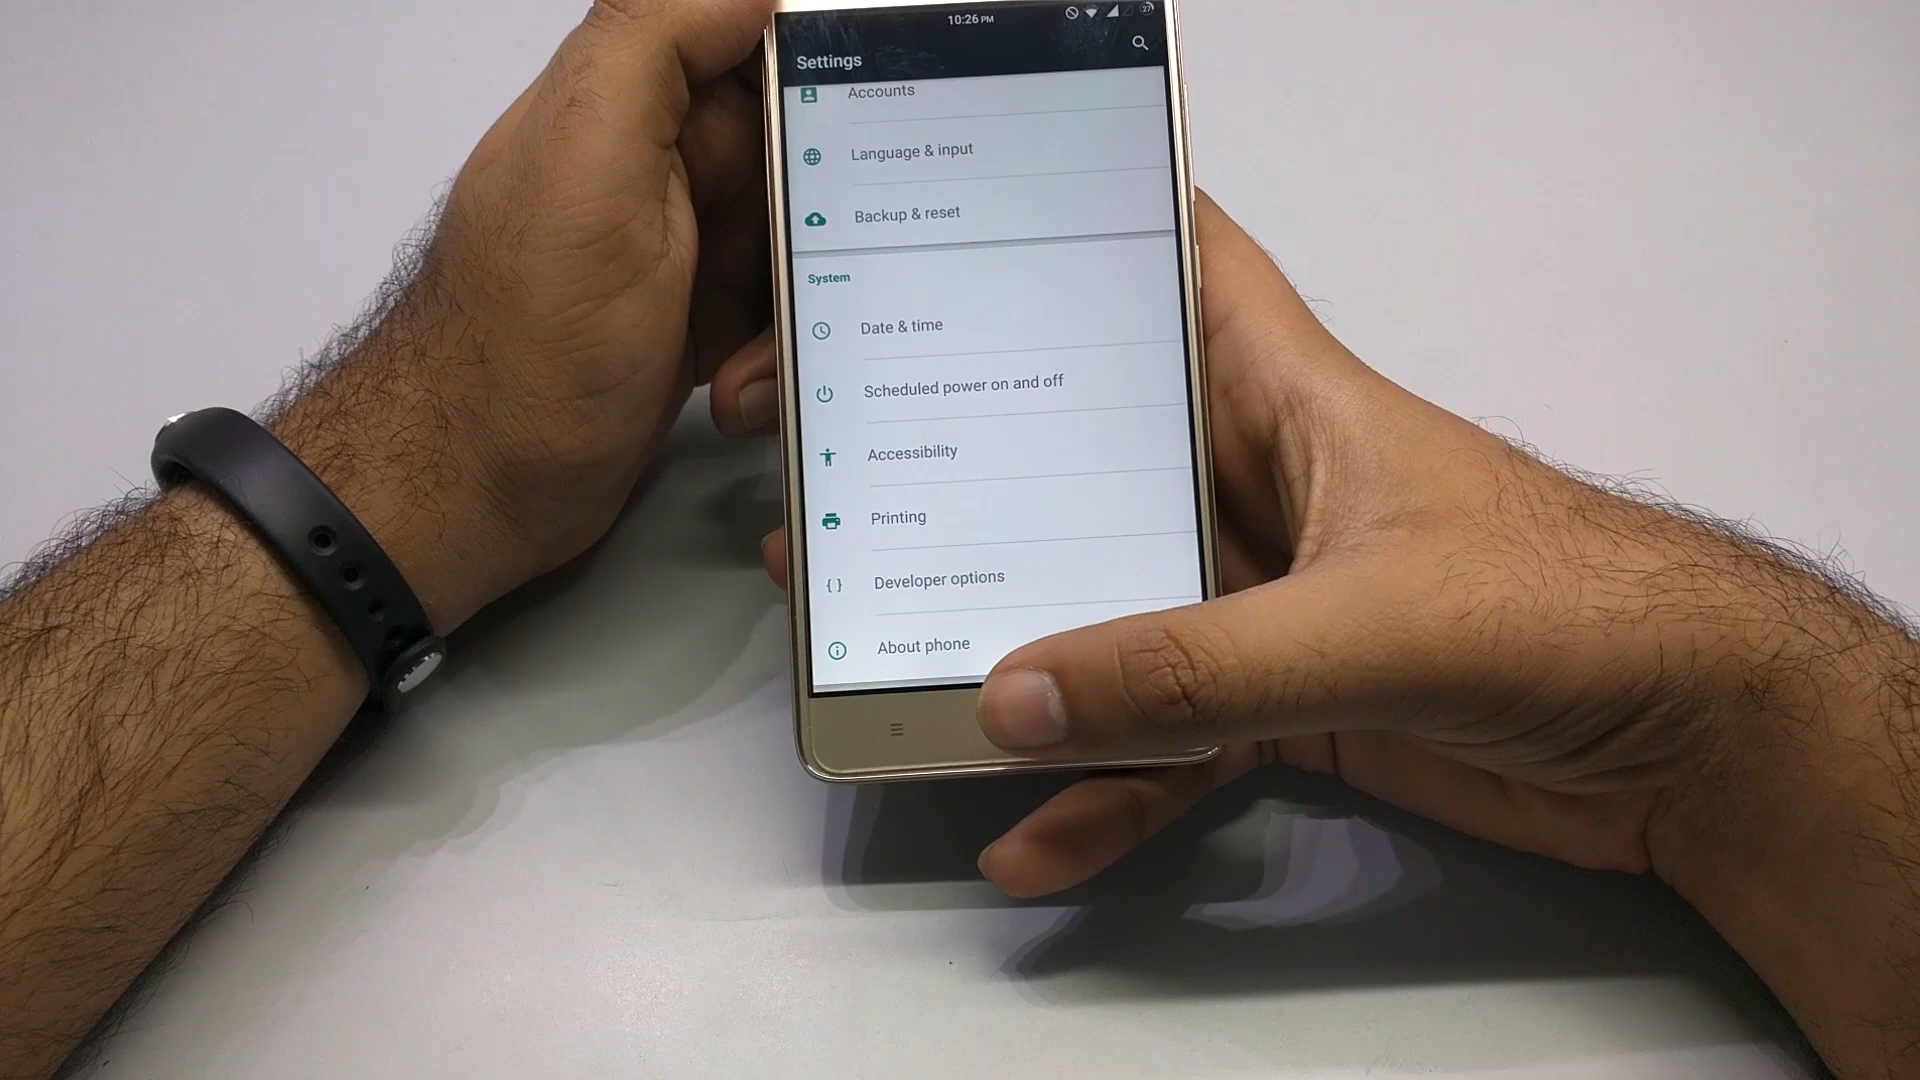 10:26 PM
27
Settings
Accounts
Language & input
Backup & reset
System
Date & time
Scheduled power on and off
Accessibility
Printing
{ } Developer options
About phone